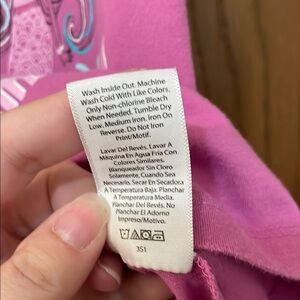 Wash Inside Out. Machine
Wash Cold With Like Colors.
Only Non-chlorine Bleach
When Needed. Tumble Dry
Low. Medium Iron. Iron On
Reverse. Do Not Iron
Print/Motif.
Lavar Del Revés. Lavar A
Máquina En Agua Fría Con
Colores Similares.
Blanqueador Sin Cloro
Solamente, Cuando Sea
Necesario. Secar En Secadora
A Temperatura Baja. Planchar
A Temperatura Media.
Planchar Del Revés. No
Planchar El Adorno
Impreso/Motivo.
3S1